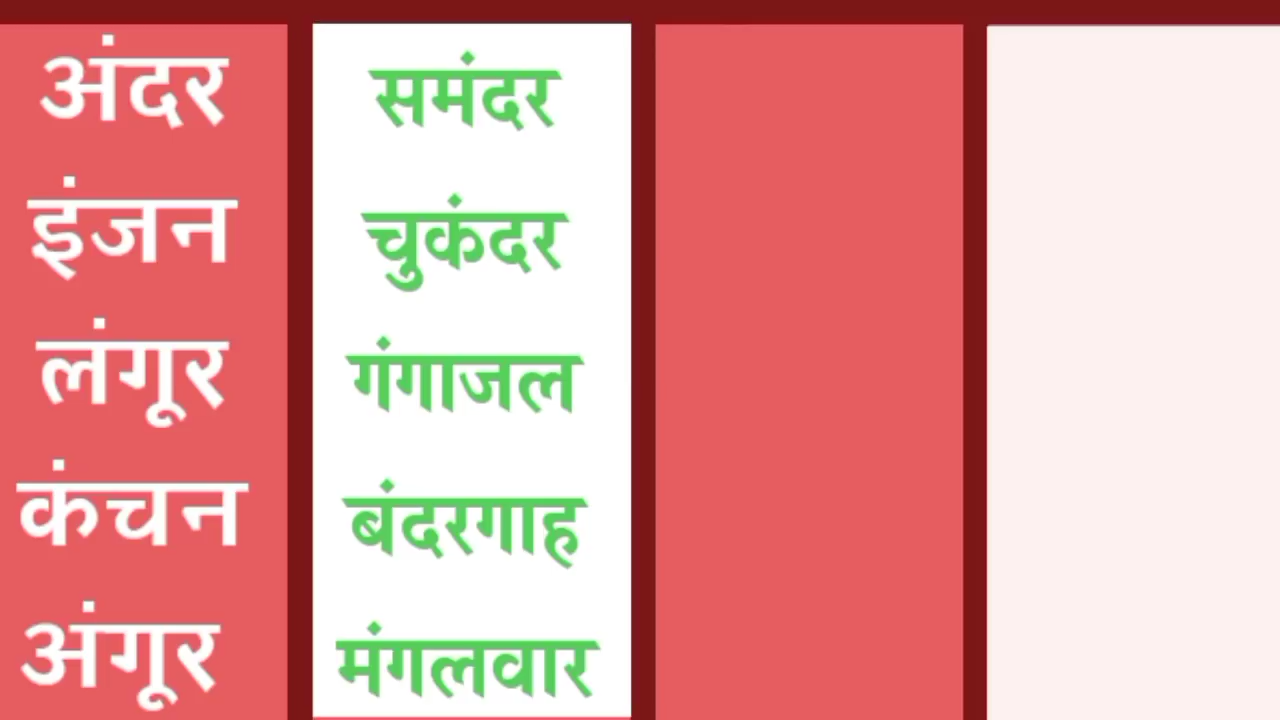 अंदर
इंजन
लंगूर
कंचन
अंगूर
समंदर
चुकंदर
गंगाजल
बंदरगाह
मंगलवार